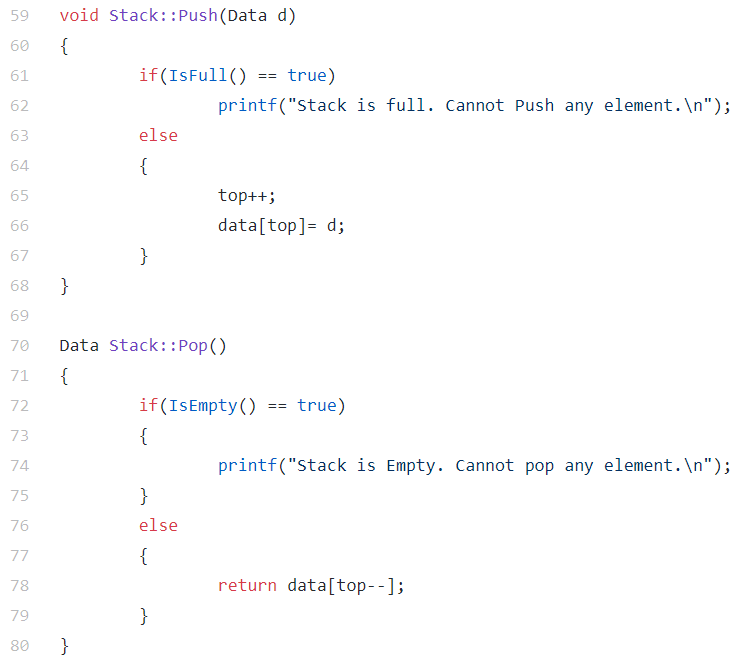 59 void Stack::Push(Data d)
60 {
61 if(IsFull() == true)
62 printf("Stack is full. Cannot Push any element.\n");
63 else
64 {
65 top++;
66 data[top]= d;
67 }
68 }
69
70 Data Stack::Pop()
71 {
72 if(IsEmpty() == true)
73 {
74 printf("Stack is Empty. Cannot pop any element.\n");
75 }
76 else
77 {
78 return data[top--];
79 }
80 }